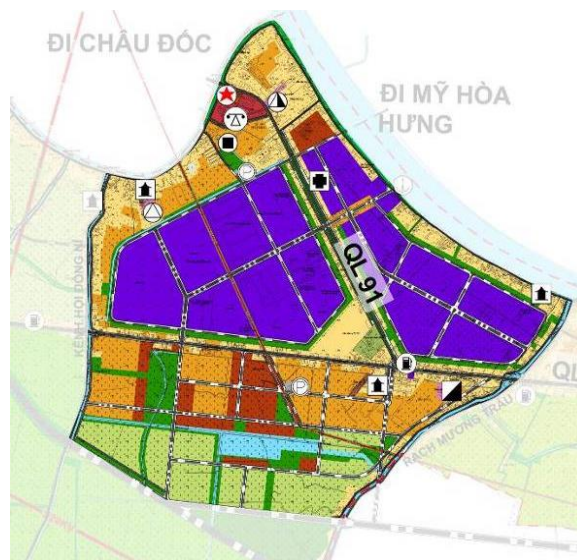 ĐI CHÂU ĐỐC
ĐI MỸ HÒA
HƯNG
QL 91
KÊNH HỘI ĐỒNG NI
P
QL
RẠCH MƯƠNG TRÂU